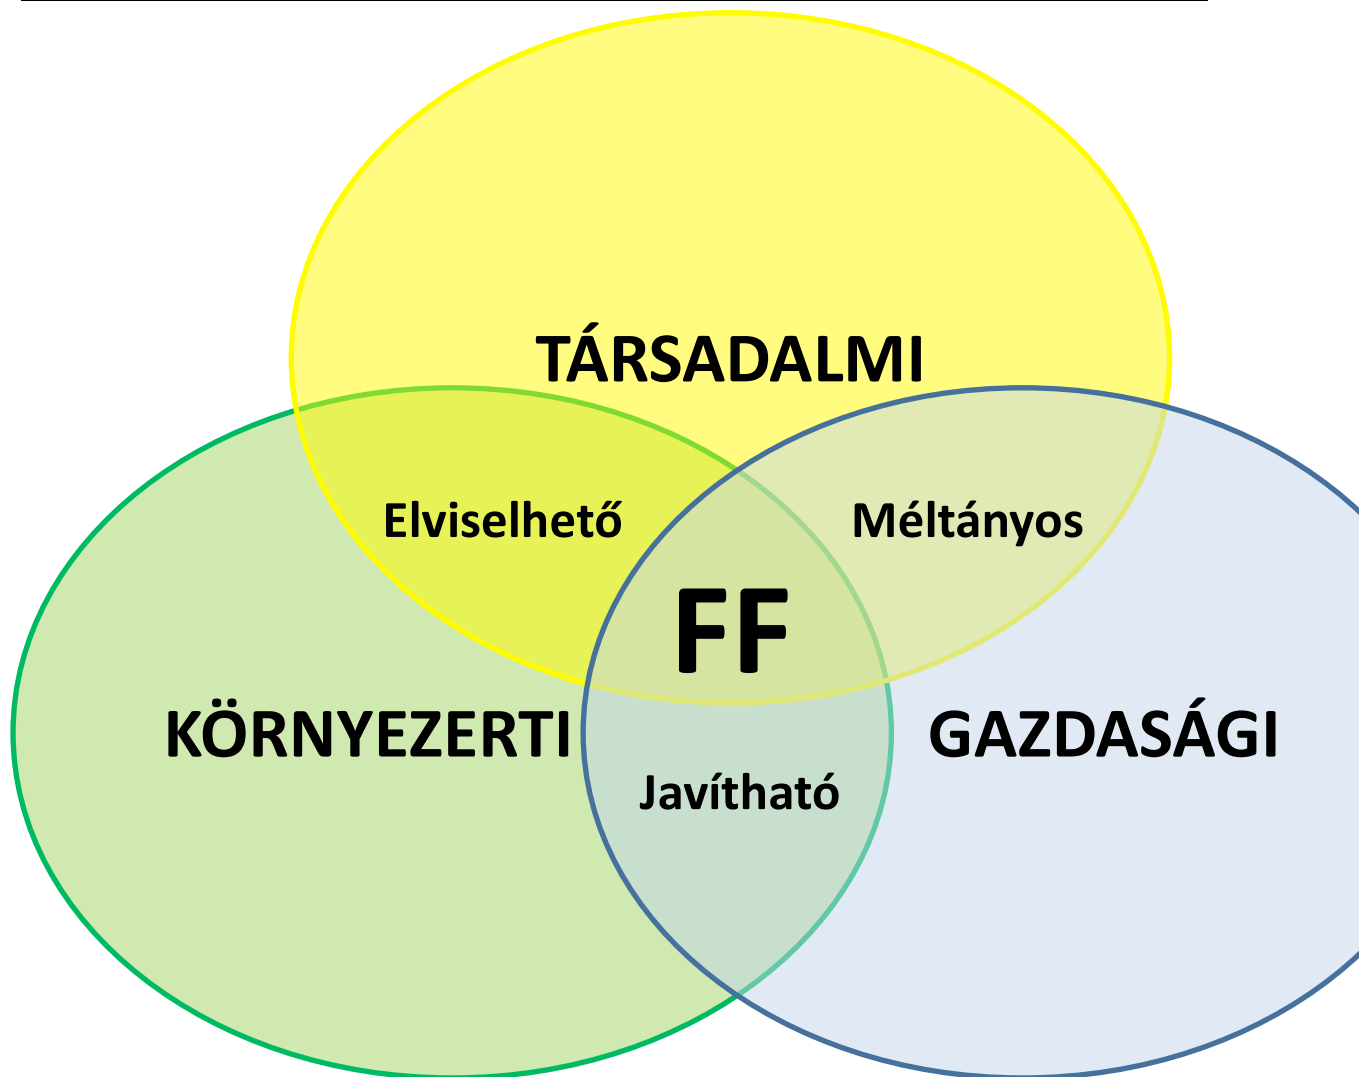 TÁRSADALMI
Elviselhető
Méltányos
FF
KÖRNYEZERTI
GAZDASÁGI
Javítható